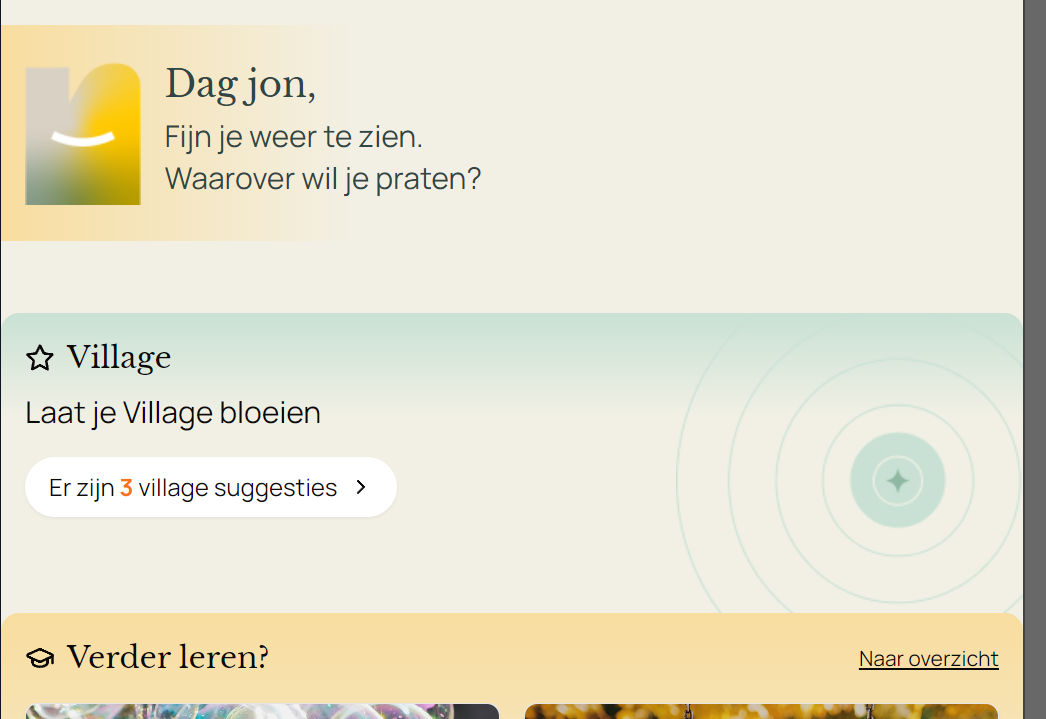 Dag jon,
Fijn je weer te zien.
Waarover wil je praten?
Village
Laat je Village bloeien
Er zijn 3 village suggesties
Verder leren?
Naar overzicht